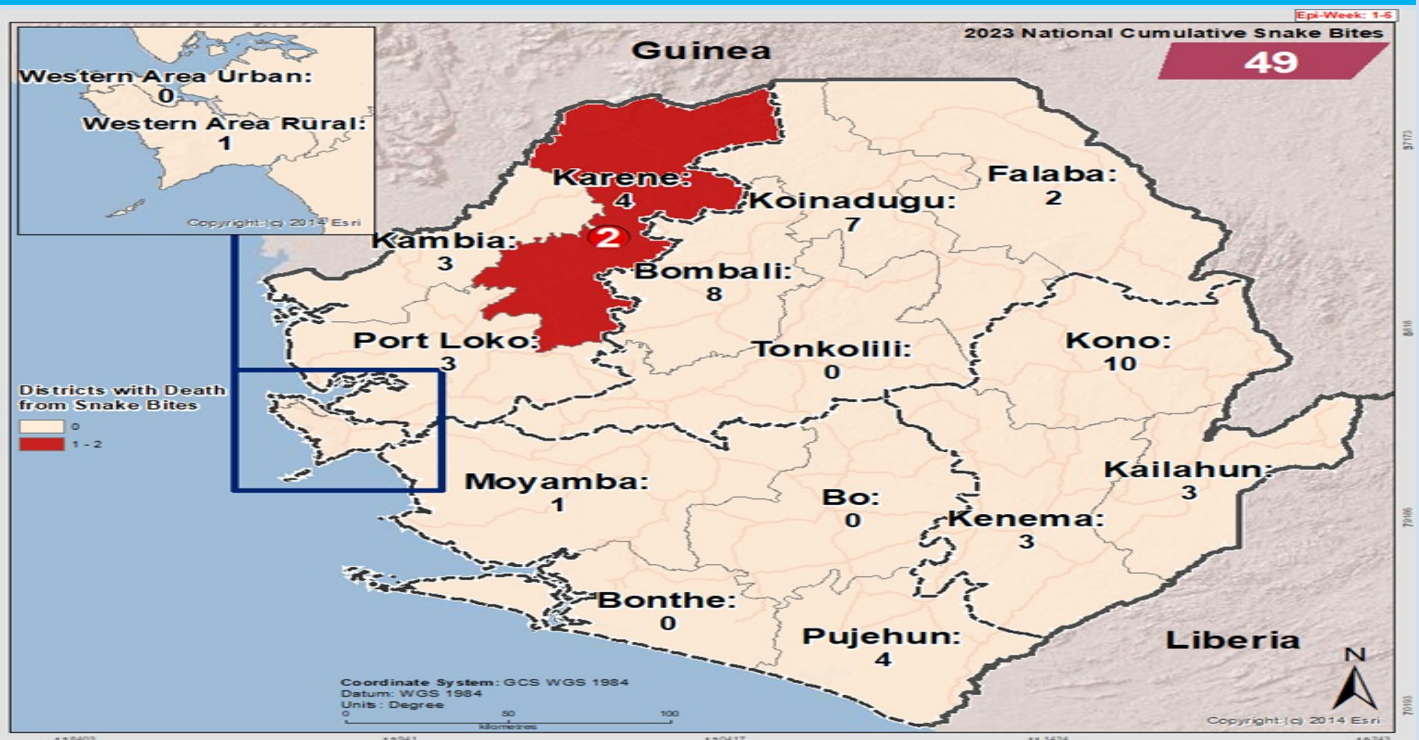 Epi-Week: 1-6
2023 National Cumulative Snake Bites
49
Guinea
Western Area Urban:
0
Western Area Rural:
1
Copyright:(c) 2014 Esri
Karene:
4
2
Koinadugu:
7
Falaba:
2
Kambia:
3
Bombali:
8
Port Loko:
3
Tonkolili:
0
Kono:
10
Districts with Death
from Snake Bites
0
1 - 2
Moyamba:
1
Bo:
0
Kailahun:
3
Kenema:
3
Bonthe:
0
Pujehun:
4
Liberia
N
Coordinate System: GCS WGS 1984
Datum: WGS 1984
Units: Degree
0 50 100
kilometres
Copyright:(c) 2014 Esri